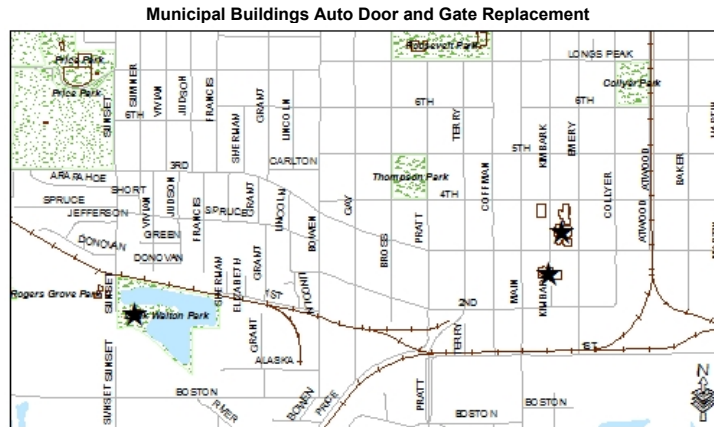 Municipal Buildings Auto Door and Gate Replacement
Price Park
Price Park
Roosevelt Park
LONGS PEAK
Collyer Park
SUMNER
VIVIAN
JUDSON
FRANCIS
SHERMAN
GRANT
LINCOLN
SUNSET
6TH
6TH
6TH
TERRY
5TH
KIMBARK
EMERY
ATWOOD
BAKER
MARTIN
3RD
CARLTON
ARAPAHOE
SHORT
SPRUCE
JEFFERSON
VIVIAN
JUDSON
SPRUCE
FRANCIS
GRANT
LINCOLN
BOWEN
GAY
Thompson Park
4TH
COFFMAN
COLLYER
ATWOOD
BROSS
PRATT
GREEN
DONOVAN
DONOVAN
SUNSET
SHERMAN
ELIZABETH
GRANT
1ST
Rogers Grove Park
Walton Park
2ND
MAIN
KIMBARK
TERRY
1ST
GRANT
ALASKA
SUNSET
SUNSET
BOSTON
RIVER
BOWEN
PRICE
PRATT
BOSTON
BOSTON
N